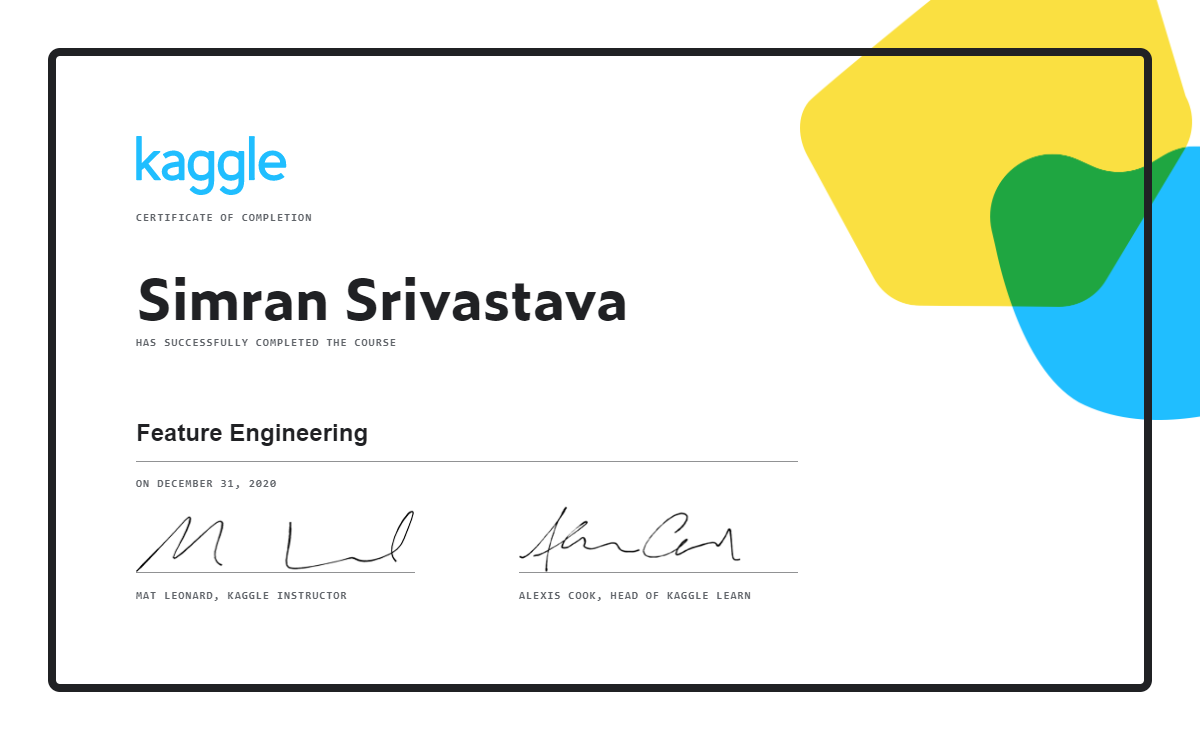 kaggle
CERTIFICATE OF COMPLETION
Simran Srivastava
HAS SUCCESSFULLY COMPLETED THE COURSE
Feature Engineering
ON DECEMBER 31, 2020
MAT LEONARD, KAGGLE INSTRUCTOR
ALEXIS COOK, HEAD OF KAGGLE LEARN